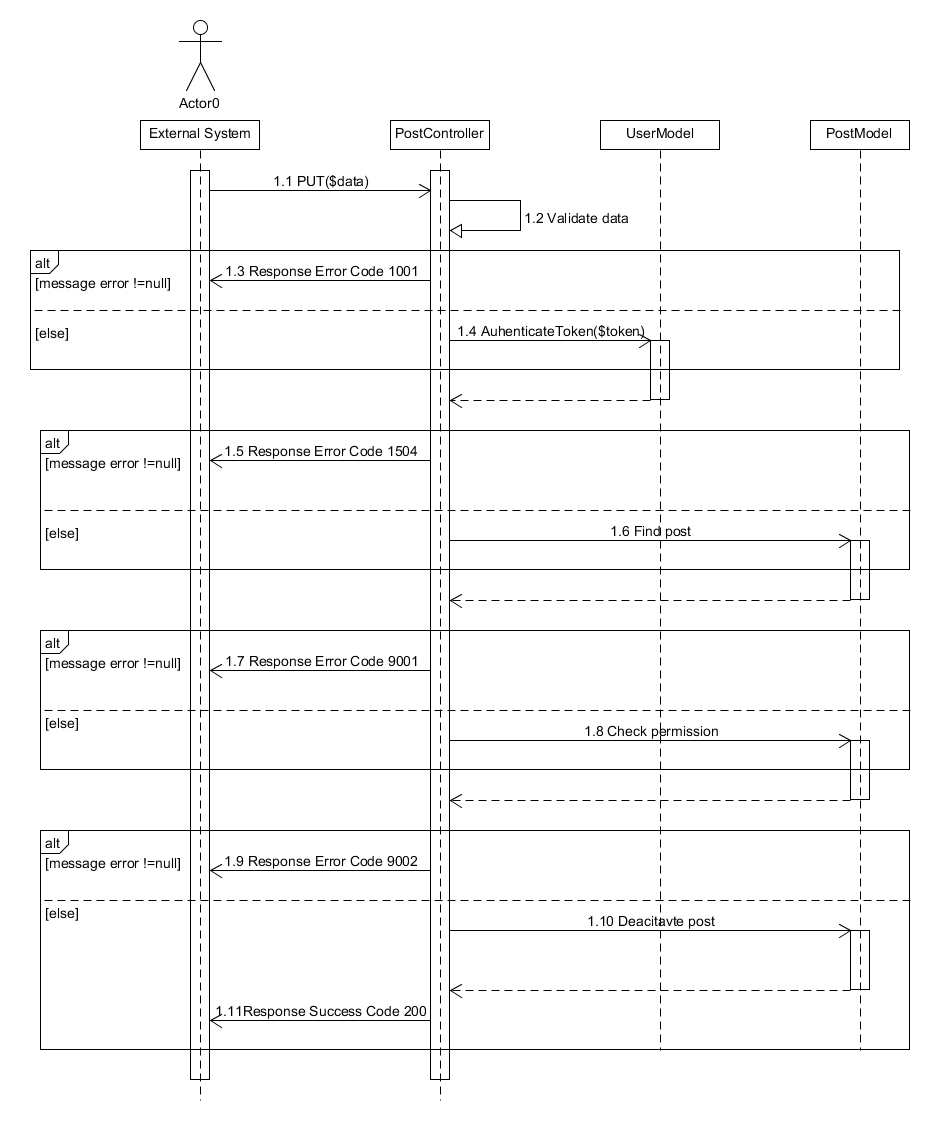 Actor0
External System
PostController
UserModel
PostModel
1.1 PUT($data)
1.2 Validate data
alt
[message error !=null]
1.3 Response Error Code 1001
[else]
1.4 AuhenticateToken($token)
alt
[message error !=null]
1.5 Response Error Code 1504
[else]
1.6 Find post
alt
[message error !=null]
1.7 Response Error Code 9001
[else]
1.8 Check permission
alt
[message error !=null]
1.9 Response Error Code 9002
[else]
1.10 Deacitavte post
1.11Response Success Code 200